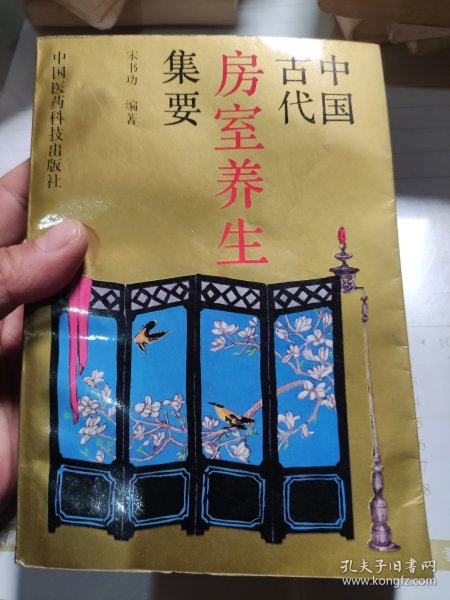 中国
古代
房室养生
集要
宋书功 编著
中国医药科技出版社
孔夫子旧书网
www.kongfz.com